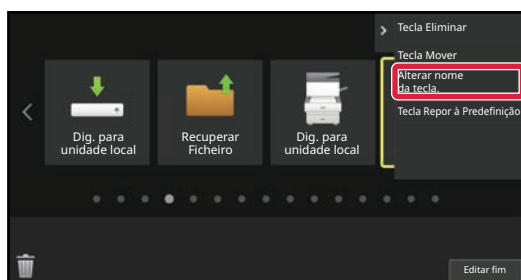 Tecla Eliminar
Tecla Mover
Alterar nome
da tecla.
Tecla Repor à Predefinição
Dig. para
unidade local
Recuperar
Ficheiro
Dig. para
unidade local
Editar fim